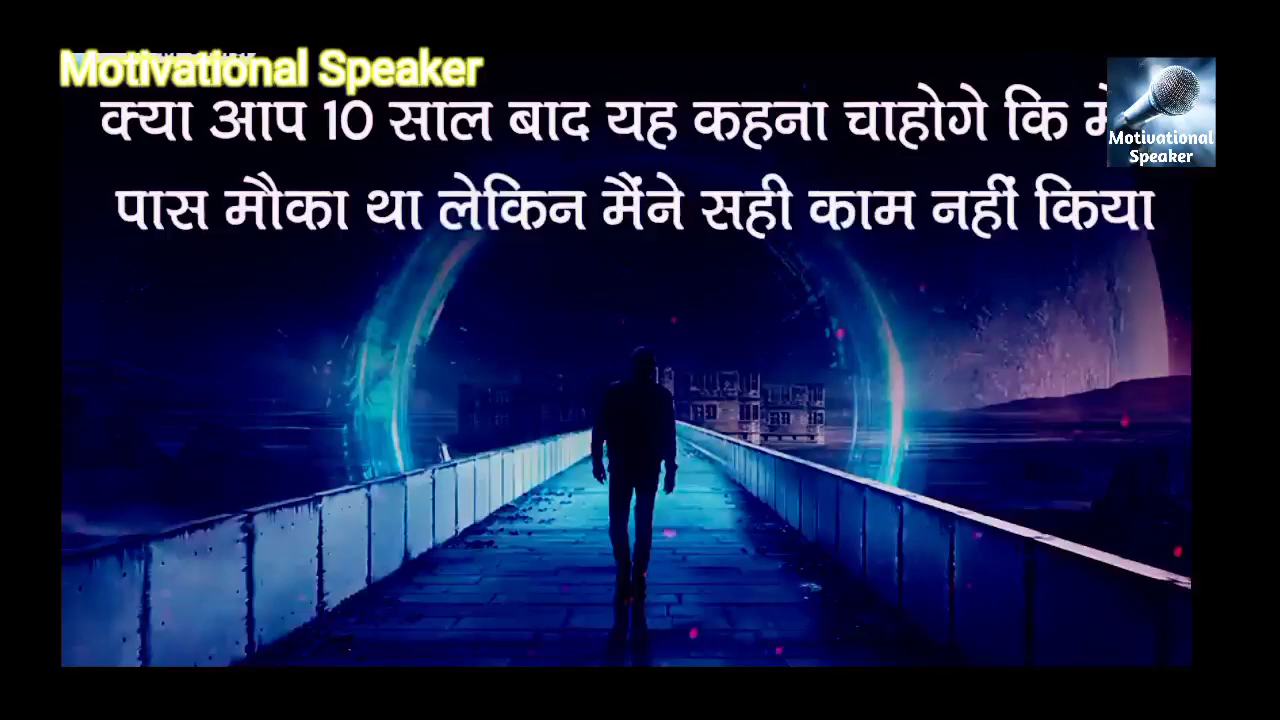 Motivational Speaker
क्या आप 10 साल बाद यह कहना चाहोगे कि
पास मौका था लेकिन मैंने सही काम नहीं किया
Motivational
Speaker